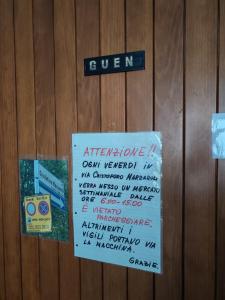 GUEN
ATTENZIONE!!
OGNI VENERDÌ IN
VIA CRISTOFORO MARZAROLI
VERRÀ MESSO UN MERCATO
SETTIMANALE DALLE
ORE 6:00-15:00
È VIETATO
PARCHEGGIARE,
ALTRIMENTI I
VIGILI PORTANO VIA
LA MACCHINA.
GRAZIE